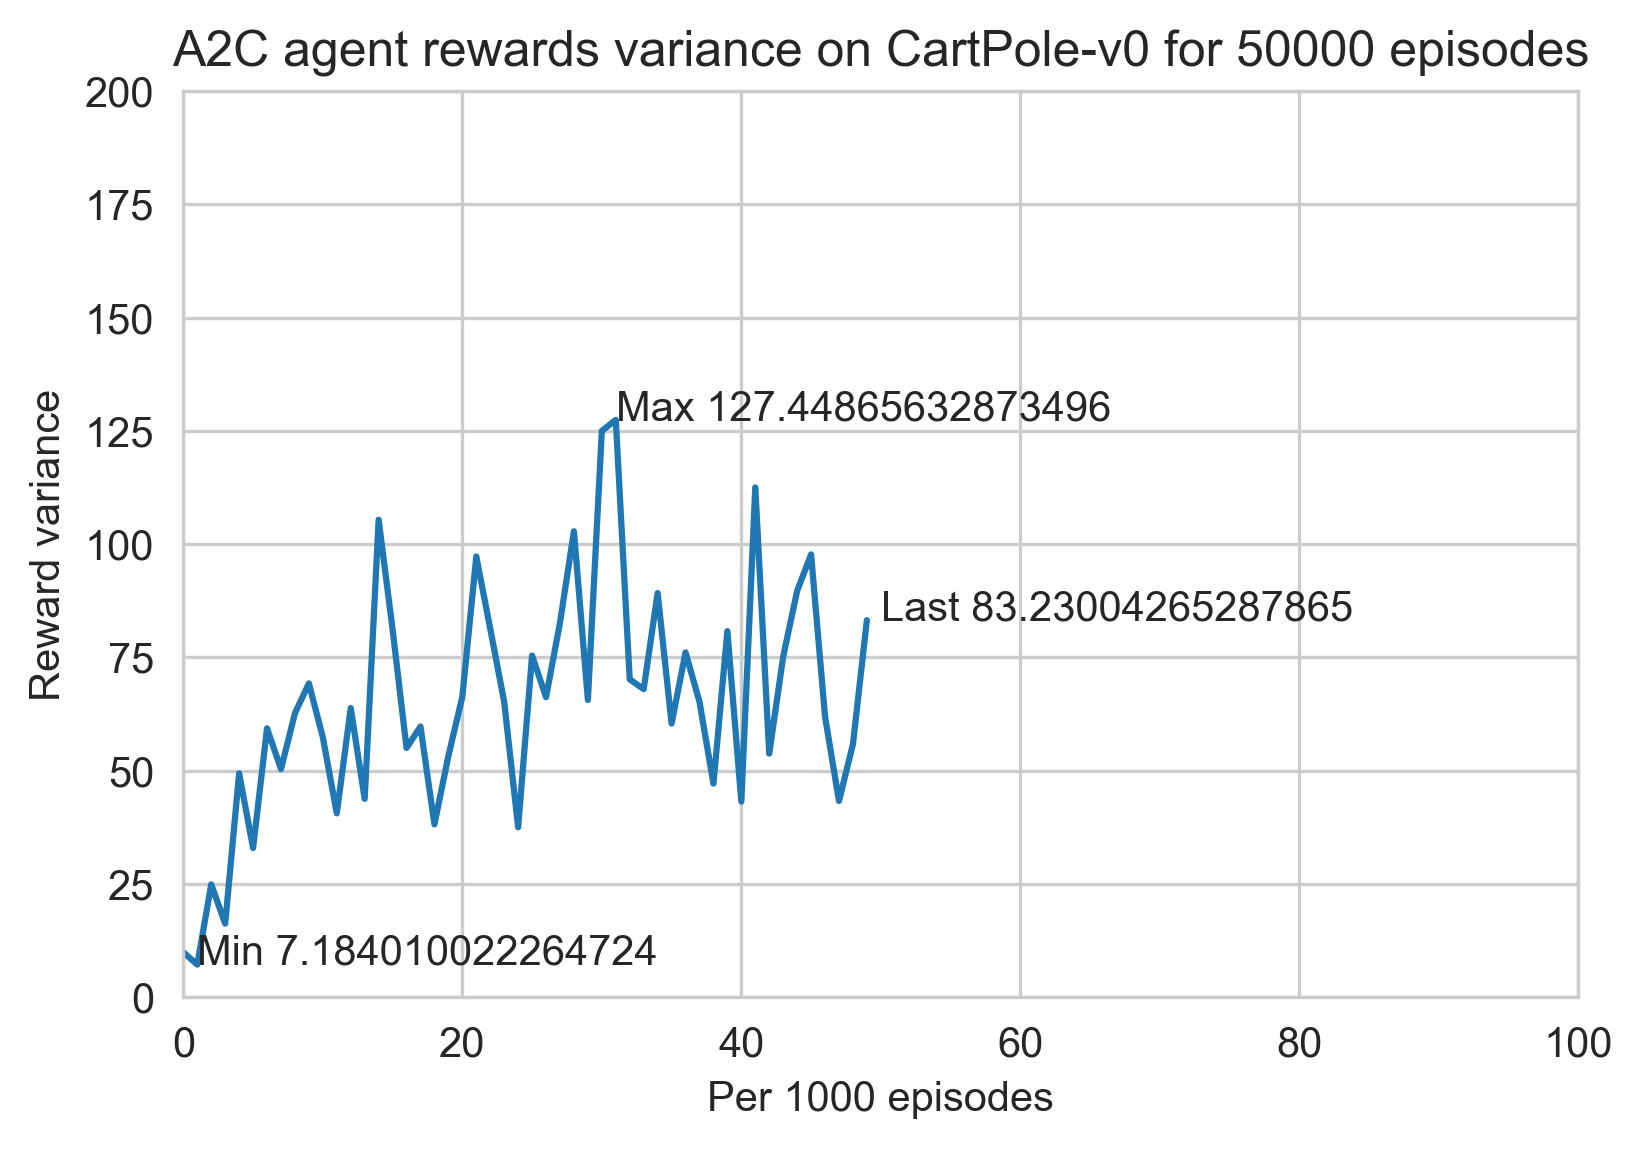 A2C agent rewards variance on CartPole-v0 for 50000 episodes
200
175
150
125
100
75
50
25
0
Reward variance
Max 127.44865632873496
Last 83.23004265287865
Min 7.184010022264724
0 20 40 60 80 100
Per 1000 episodes